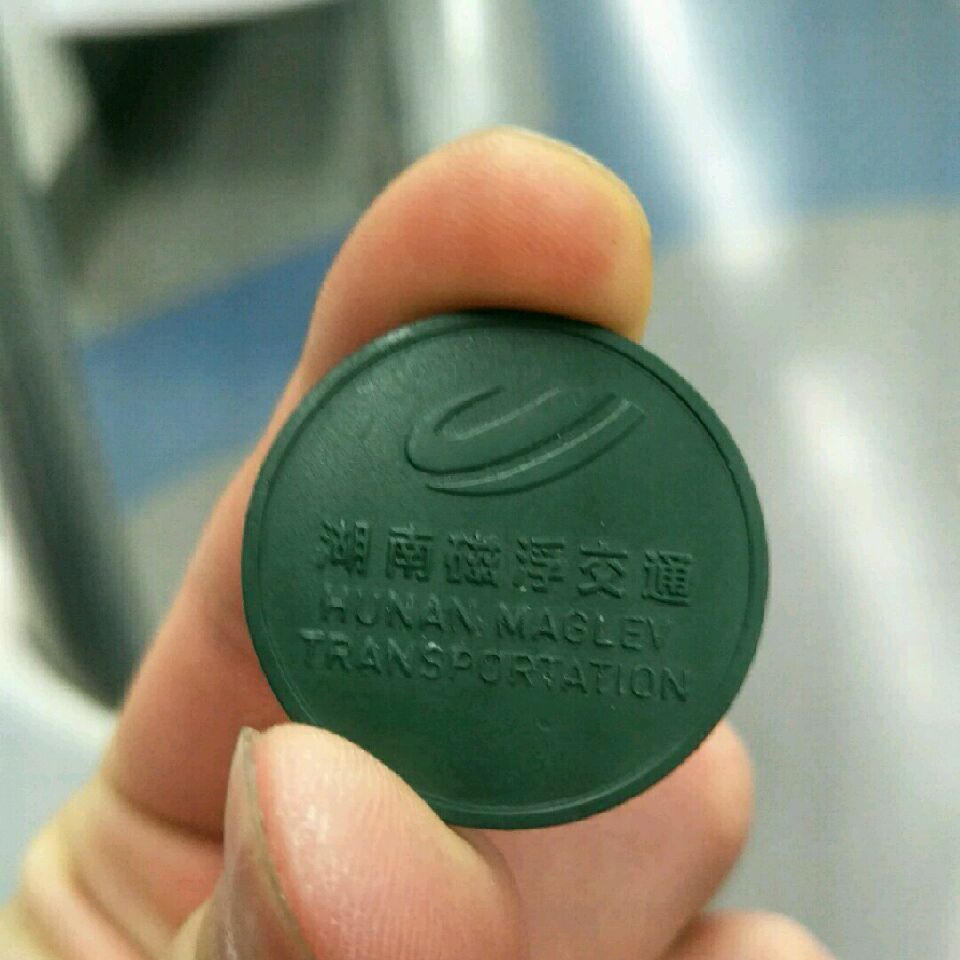 湖南磁浮交通
HUNAN MAGLEV
TRANSPORTATION